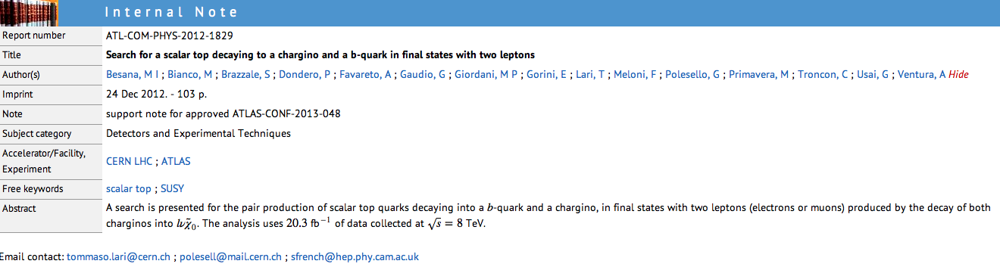 Internal Note
Report number ATL-COM-PHYS-2012-1829
Title Search for a scalar top decaying to a chargino and a b-quark in final states with two leptons
Author(s) Besana, M I ; Bianco, M ; Brazzale, S ; Dondero, P ; Favareto, A ; Gaudio, G ; Giordani, M P ; Gorini, E ; Lari, T ; Meloni, F ; Polesello, G ; Primavera, M ; Troncon, C ; Usai, G ; Ventura, A Hide
Imprint 24 Dec 2012. - 103 p.
Note support note for approved ATLAS-CONF-2013-048
Subject category Detectors and Experimental Techniques
Accelerator/Facility,
Experiment CERN LHC ; ATLAS
Free keywords scalar top ; SUSY
Abstract A search is presented for the pair production of scalar top quarks decaying into a b-quark and a chargino, in final states with two leptons (electrons or muons) produced by the decay of both
charginos into lνχ̃₀. The analysis uses 20.3 fb⁻¹ of data collected at √s = 8 TeV.
Email contact: tommaso.lari@cern.ch ; polesell@mail.cern.ch ; sfrench@hep.phy.cam.ac.uk